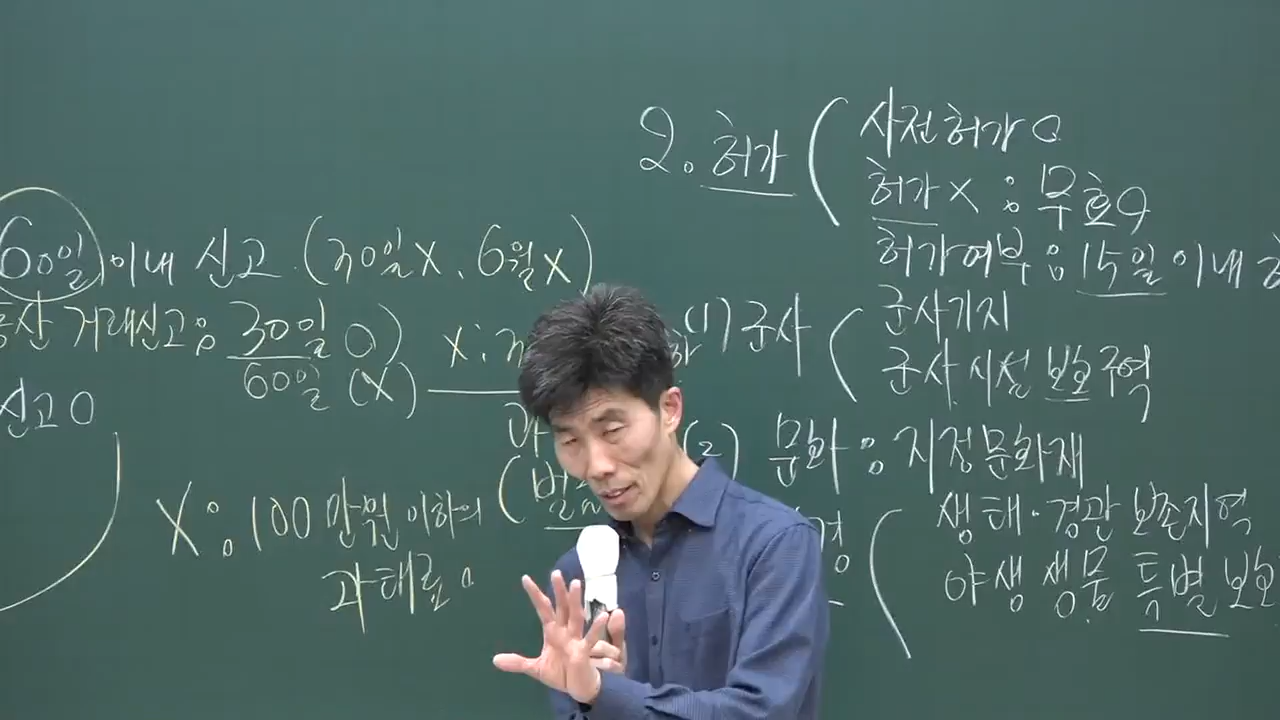 60일 이내 신고 (30일X, 6월X)
동산 거래신고는 30일 O)
60일 (X)
신고 O
X : 100만원 이하의
과태료.
2. 허가
사전허가 O
허가X : 무효
허가여부 : 15일 이내
(1) 군사
군사기지
군사시설 보호구역
(2) 문화 : 지정문화재
생태·경관 보존지역
야생생물 특별보호